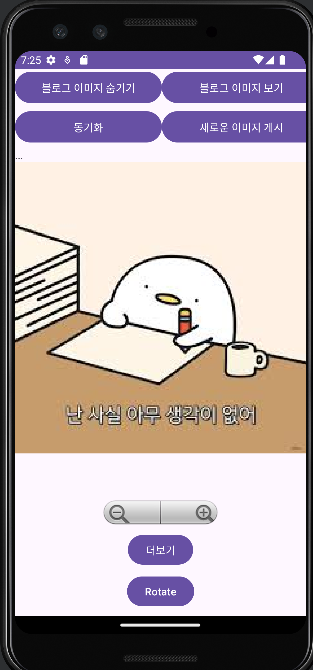 7:25
블로그 이미지 숨기기 블로그 이미지 보기
동기화 새로운 이미지 게시
...
난 사실 아무 생각이 없어
더보기
Rotate